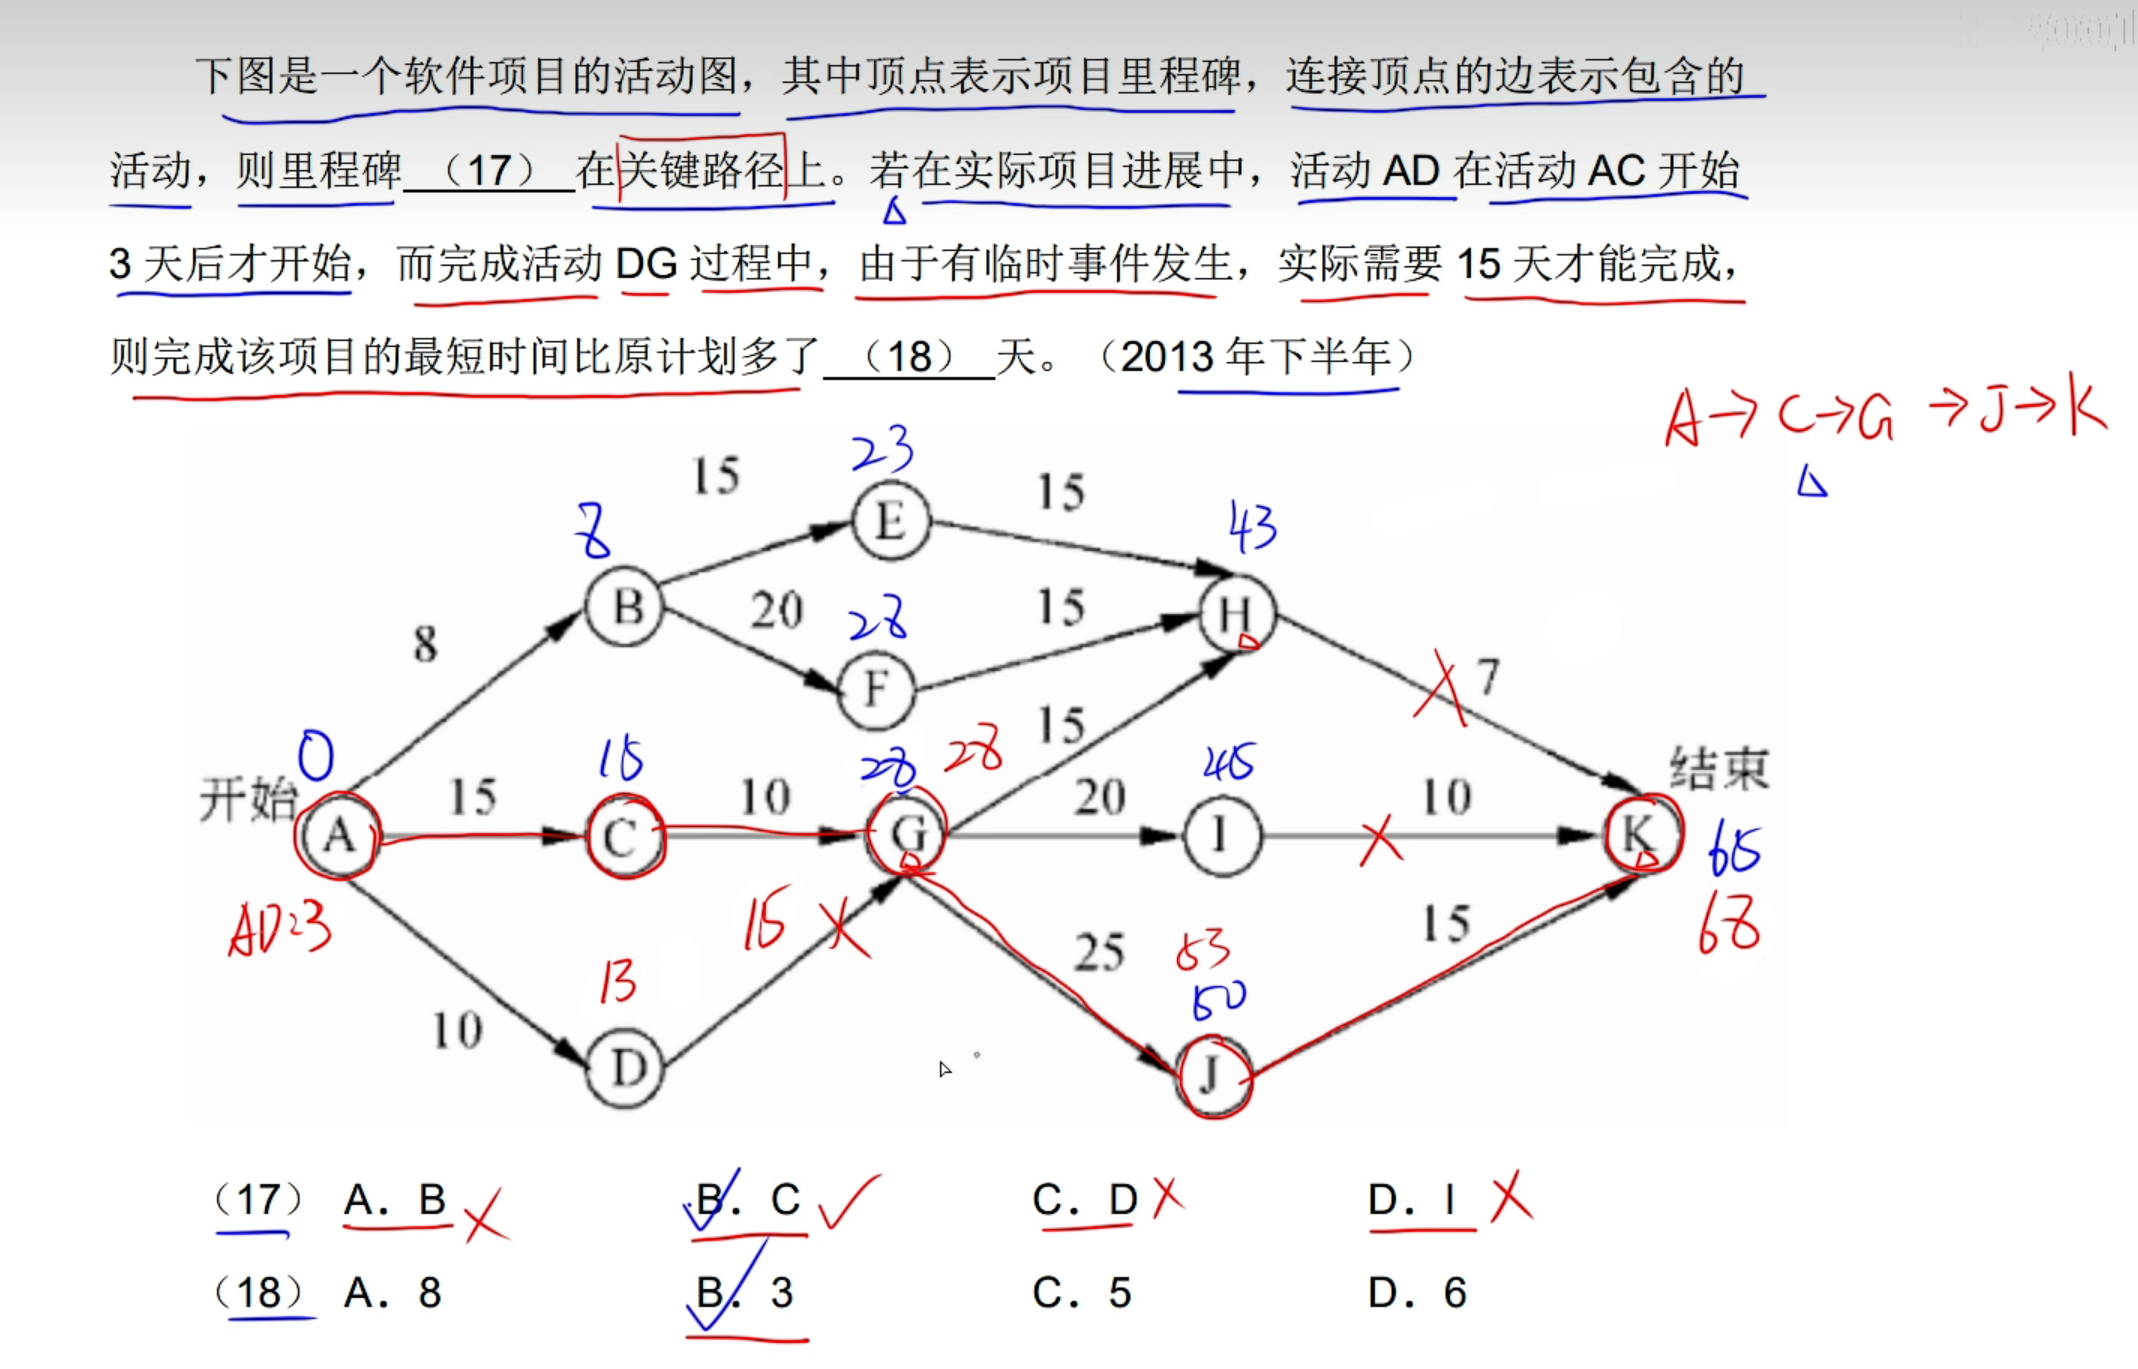 下图是一个软件项目的活动图，其中顶点表示项目里程碑，连接顶点的边表示包含的
活动，则里程碑（17）在关键路径上。若在实际项目进展中，活动 AD 在活动 AC 开始
3 天后才开始，而完成活动 DG 过程中，由于有临时事件发生，实际需要 15 天才能完成，
则完成该项目的最短时间比原计划多了（18）天。（2013 年下半年）
A→C→G→J→K
23
15
15
E
8
43
B
20
28
15
H
8
F
7
15
0
15
28
28
45
结束
开始
15
10
20
10
A
C
G
I
K
65
AD=3
15
15
68
13
25
53
50
10
D
J
（17） A. B
B. C
C. D
D. I
（18） A. 8
B. 3
C. 5
D. 6